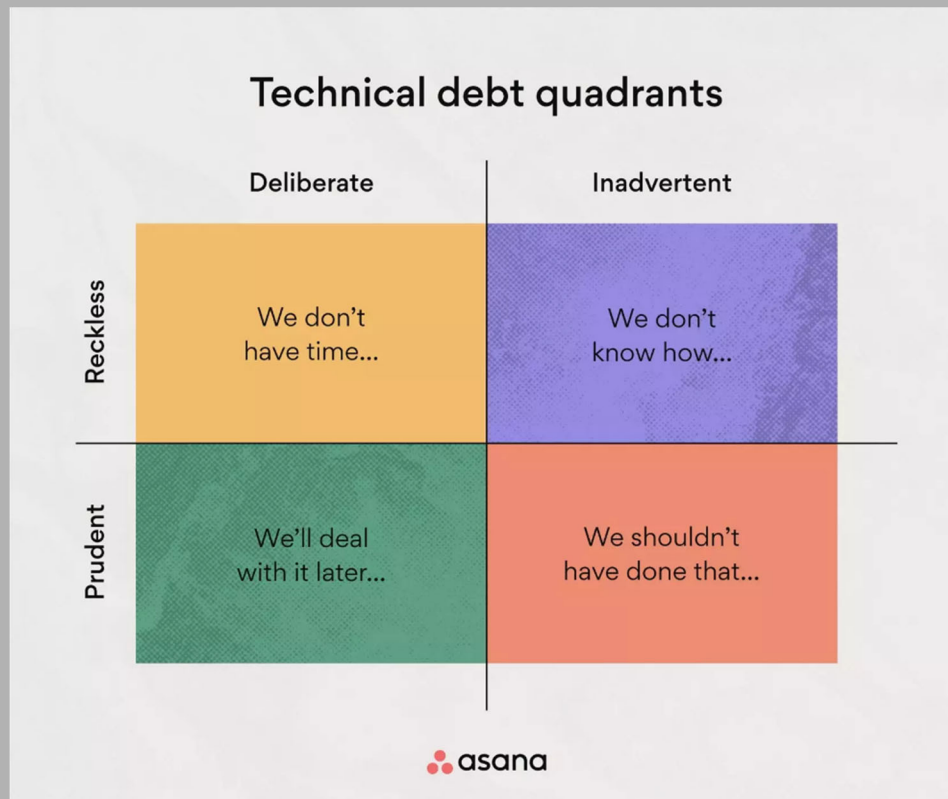 Technical debt quadrants
Deliberate
Inadvertent
Reckless
We don’t
have time...
We don’t
know how...
Prudent
We’ll deal
with it later...
We shouldn’t
have done that...
asana